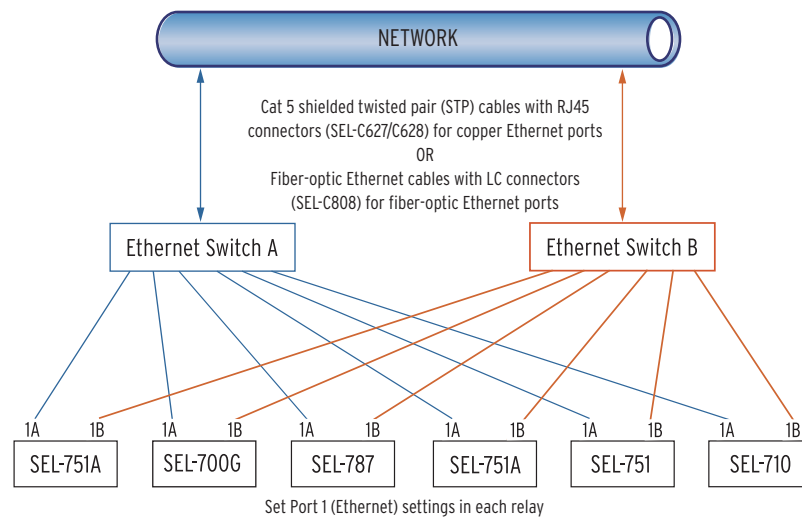 NETWORK
Cat 5 shielded twisted pair (STP) cables with RJ45
connectors (SEL-C627/C628) for copper Ethernet ports
OR
Fiber-optic Ethernet cables with LC connectors
(SEL-C808) for fiber-optic Ethernet ports
Ethernet Switch A
Ethernet Switch B
1A 1B 1A 1B 1A 1B 1A 1B 1A 1B 1A 1B
SEL-751A SEL-700G SEL-787 SEL-751A SEL-751 SEL-710
Set Port 1 (Ethernet) settings in each relay